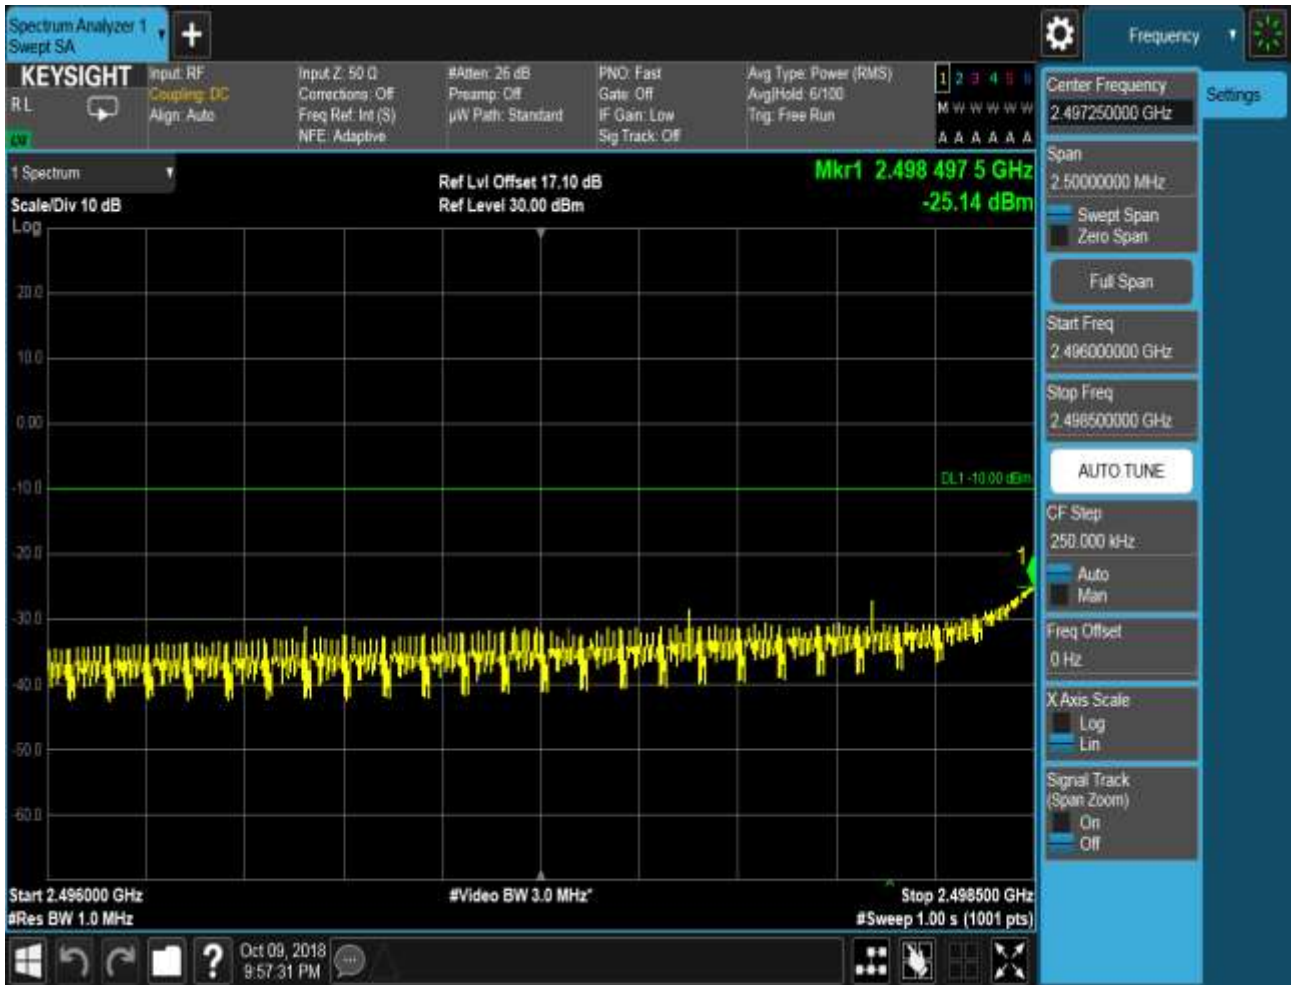 Spectrum Analyzer 1
Swept SA
Frequency
KEYSIGHT
R L
Input: RF
Coupling: DC
Align: Auto
Input Z: 50 Ω
Corrections: Off
Freq Ref: Int (S)
NFE: Adaptive
#Atten: 26 dB
Preamp: Off
µW Path: Standard
PNO: Fast
Gate: Off
IF Gain: Low
Sig Track: Off
Avg Type: Power (RMS)
Avg|Hold: 6/100
Trig: Free Run
1 2 3 4 5 6
M W W W W W
A A A A A A
1 Spectrum
Scale/Div 10 dB
Log
Ref Lvl Offset 17.10 dB
Ref Level 30.00 dBm
Mkr1 2.498 497 5 GHz
-25.14 dBm
20.0
10.0
0.00
-10.0
-20.0
-30.0
-40.0
-50.0
-60.0
DL1 -10.00 dBm
1
Start 2.496000 GHz
#Res BW 1.0 MHz
#Video BW 3.0 MHz*
Stop 2.498500 GHz
#Sweep 1.00 s (1001 pts)
Center Frequency
2.497250000 GHz
Settings
Span
2.50000000 MHz
Swept Span
Zero Span
Full Span
Start Freq
2.496000000 GHz
Stop Freq
2.498500000 GHz
AUTO TUNE
CF Step
250.000 kHz
Auto
Man
Freq Offset
0 Hz
X Axis Scale
Log
Lin
Signal Track
(Span Zoom)
On
Off
?
Oct 09, 2018
9:57:31 PM